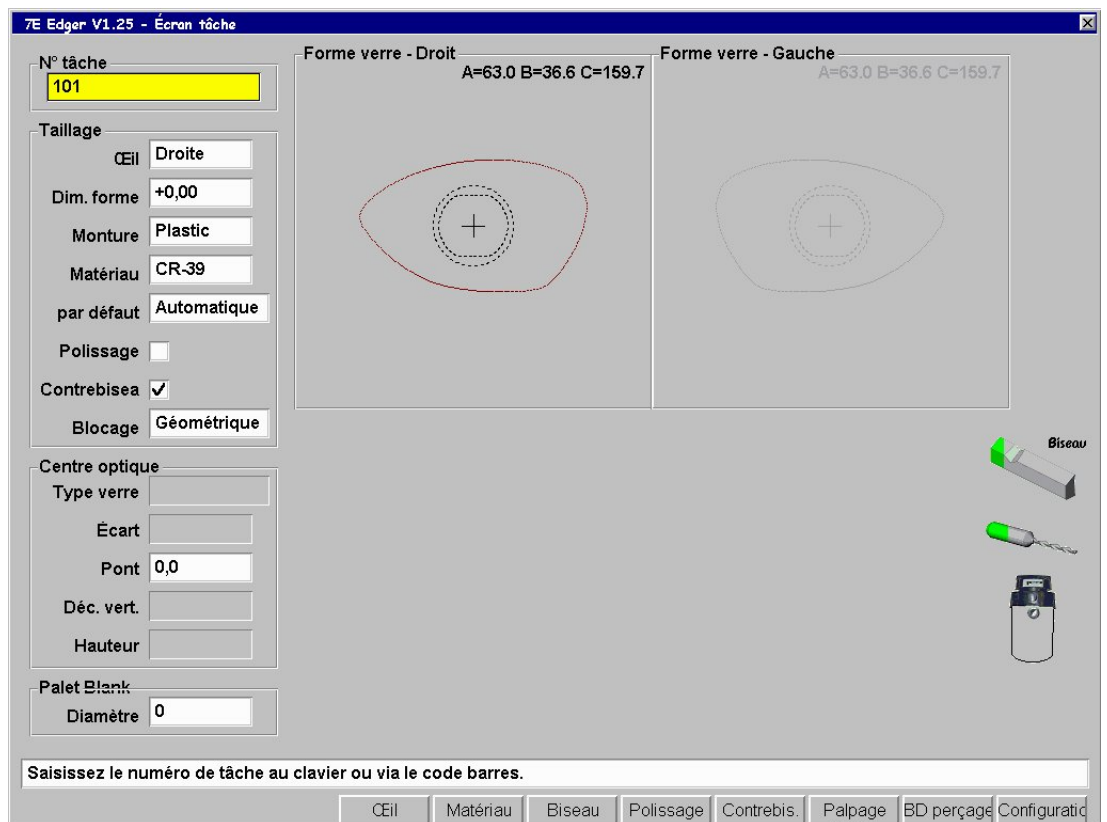 7E Edger V1.25 - Écran tâche
N° tâche
101
Taillage
Œil Droite
Dim. forme +0,00
Monture Plastic
Matériau CR-39
par défaut Automatique
Polissage
Contrebisea
Blocage Géométrique
Centre optique
Type verre
Écart
Pont 0,0
Déc. vert.
Hauteur
Palet Blank
Diamètre 0
Forme verre - Droit
A=63.0 B=36.6 C=159.7
Forme verre - Gauche
A=63.0 B=36.6 C=159.7
Biseau
Saisissez le numéro de tâche au clavier ou via le code barres.
Œil Matériau Biseau Polissage Contrebis. Palpage BD perçage Configuratic